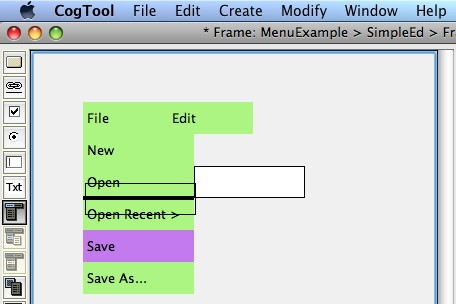 CogTool File Edit Create Modify Window Help
* Frame: MenuExample > SimpleEd > Fr
File Edit
New
Open
Open Recent >
Save
Save As...
Txt